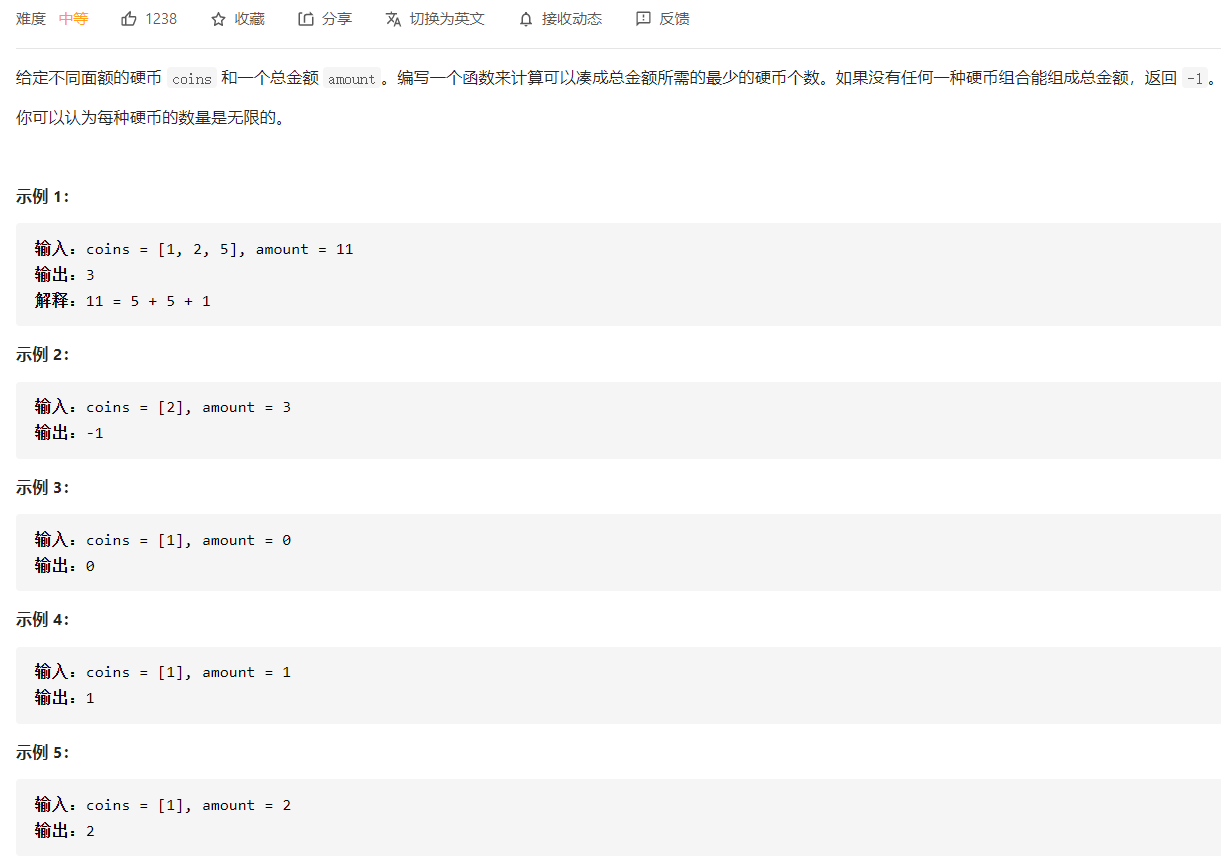 难度 中等 1238 收藏 分享 切换为英文 接收动态 反馈
给定不同面额的硬币 coins 和一个总金额 amount 。编写一个函数来计算可以凑成总金额所需的最少的硬币个数。如果没有任何一种硬币组合能组成总金额，返回 -1 。
你可以认为每种硬币的数量是无限的。
示例 1：
输入：coins = [1, 2, 5], amount = 11
输出：3
解释：11 = 5 + 5 + 1
示例 2：
输入：coins = [2], amount = 3
输出：-1
示例 3：
输入：coins = [1], amount = 0
输出：0
示例 4：
输入：coins = [1], amount = 1
输出：1
示例 5：
输入：coins = [1], amount = 2
输出：2